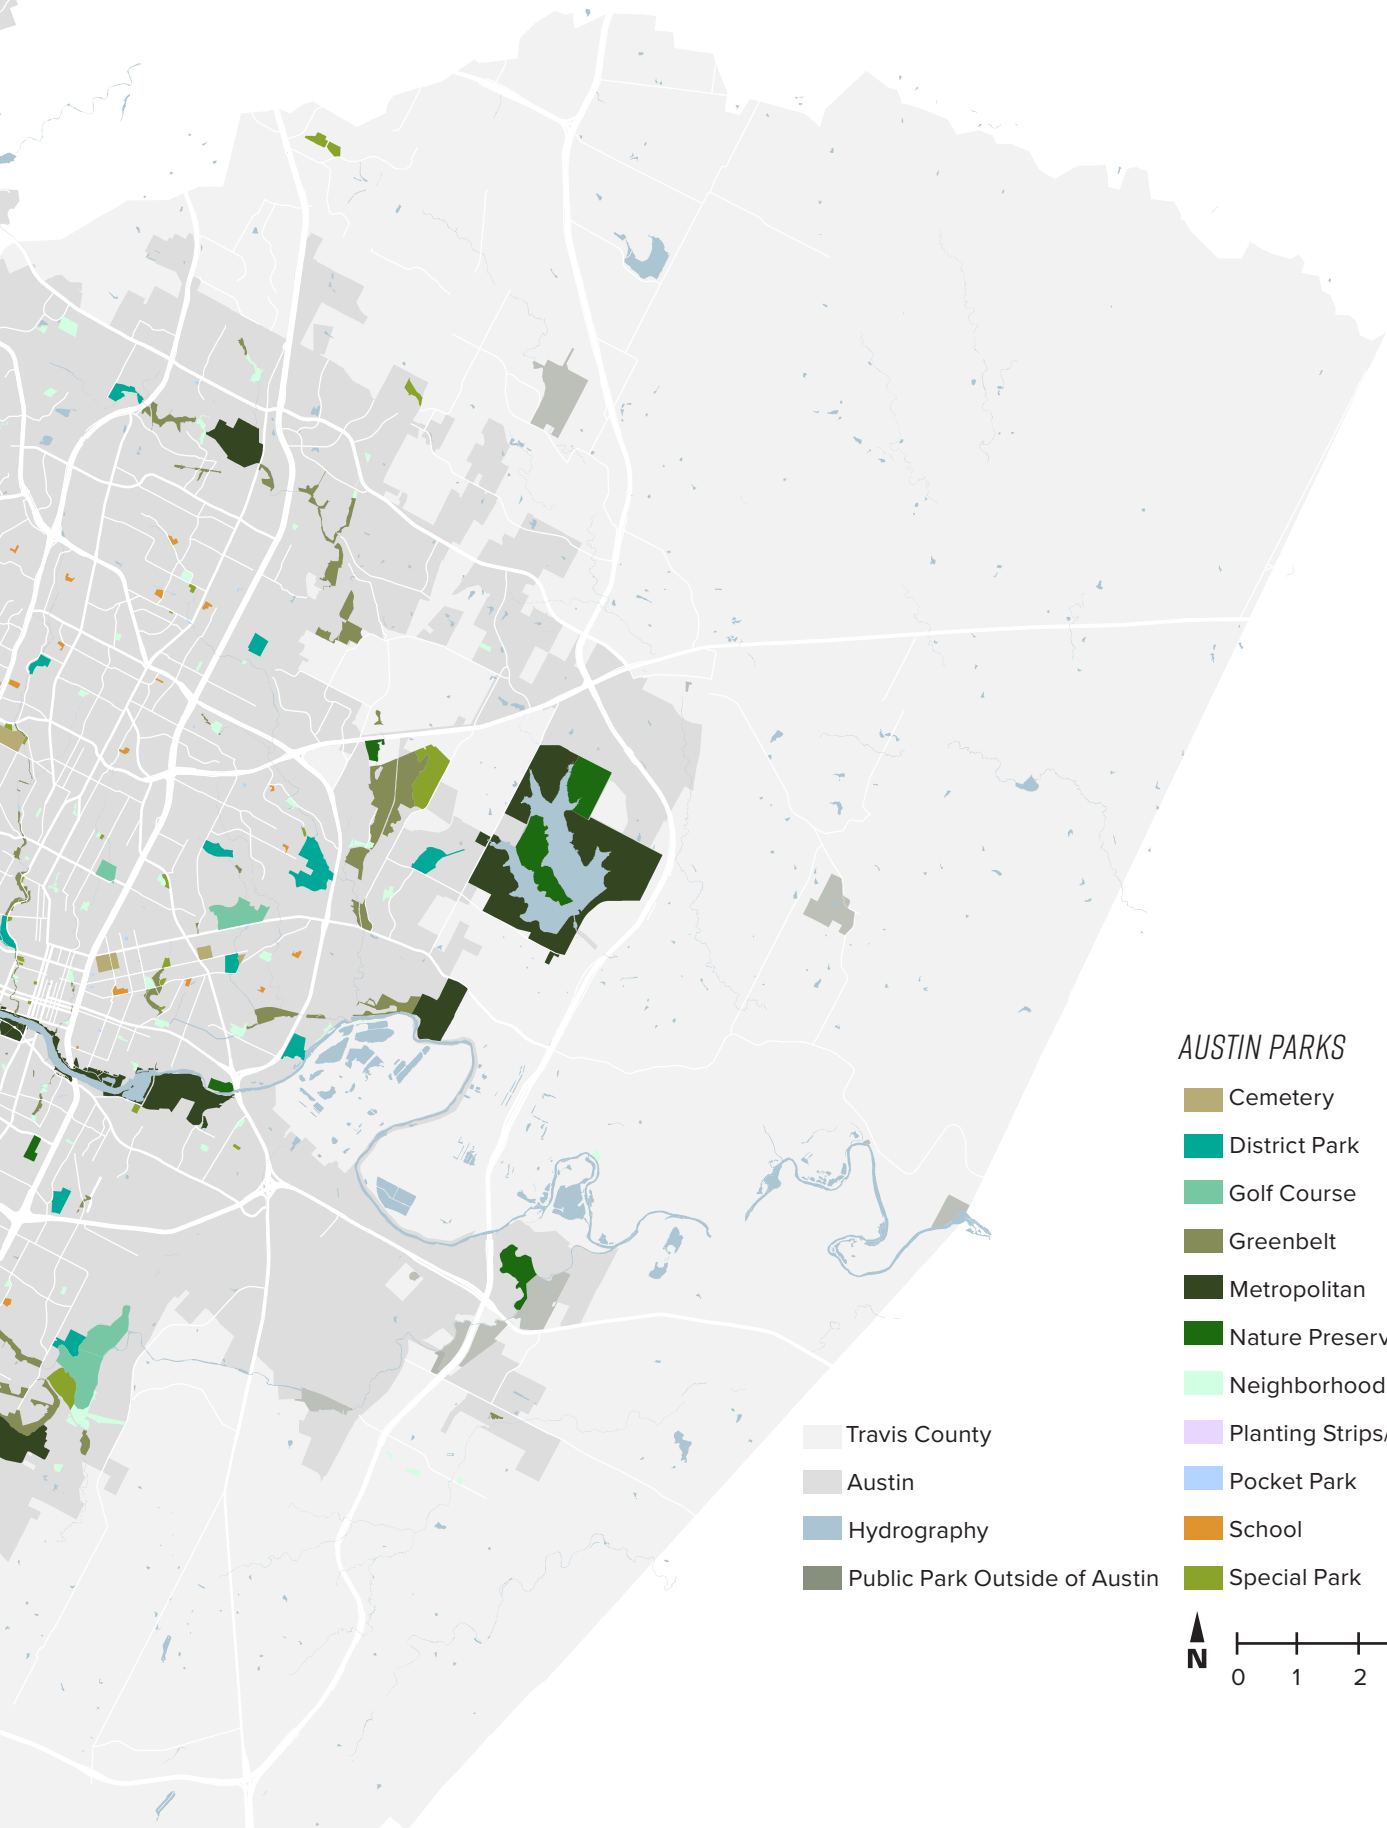 AUSTIN PARKS
Cemetery
District Park
Golf Course
Greenbelt
Metropolitan
Nature Preserv
Neighborhood
Planting Strips/
Pocket Park
School
Special Park
Travis County
Austin
Hydrography
Public Park Outside of Austin
N
0 1 2